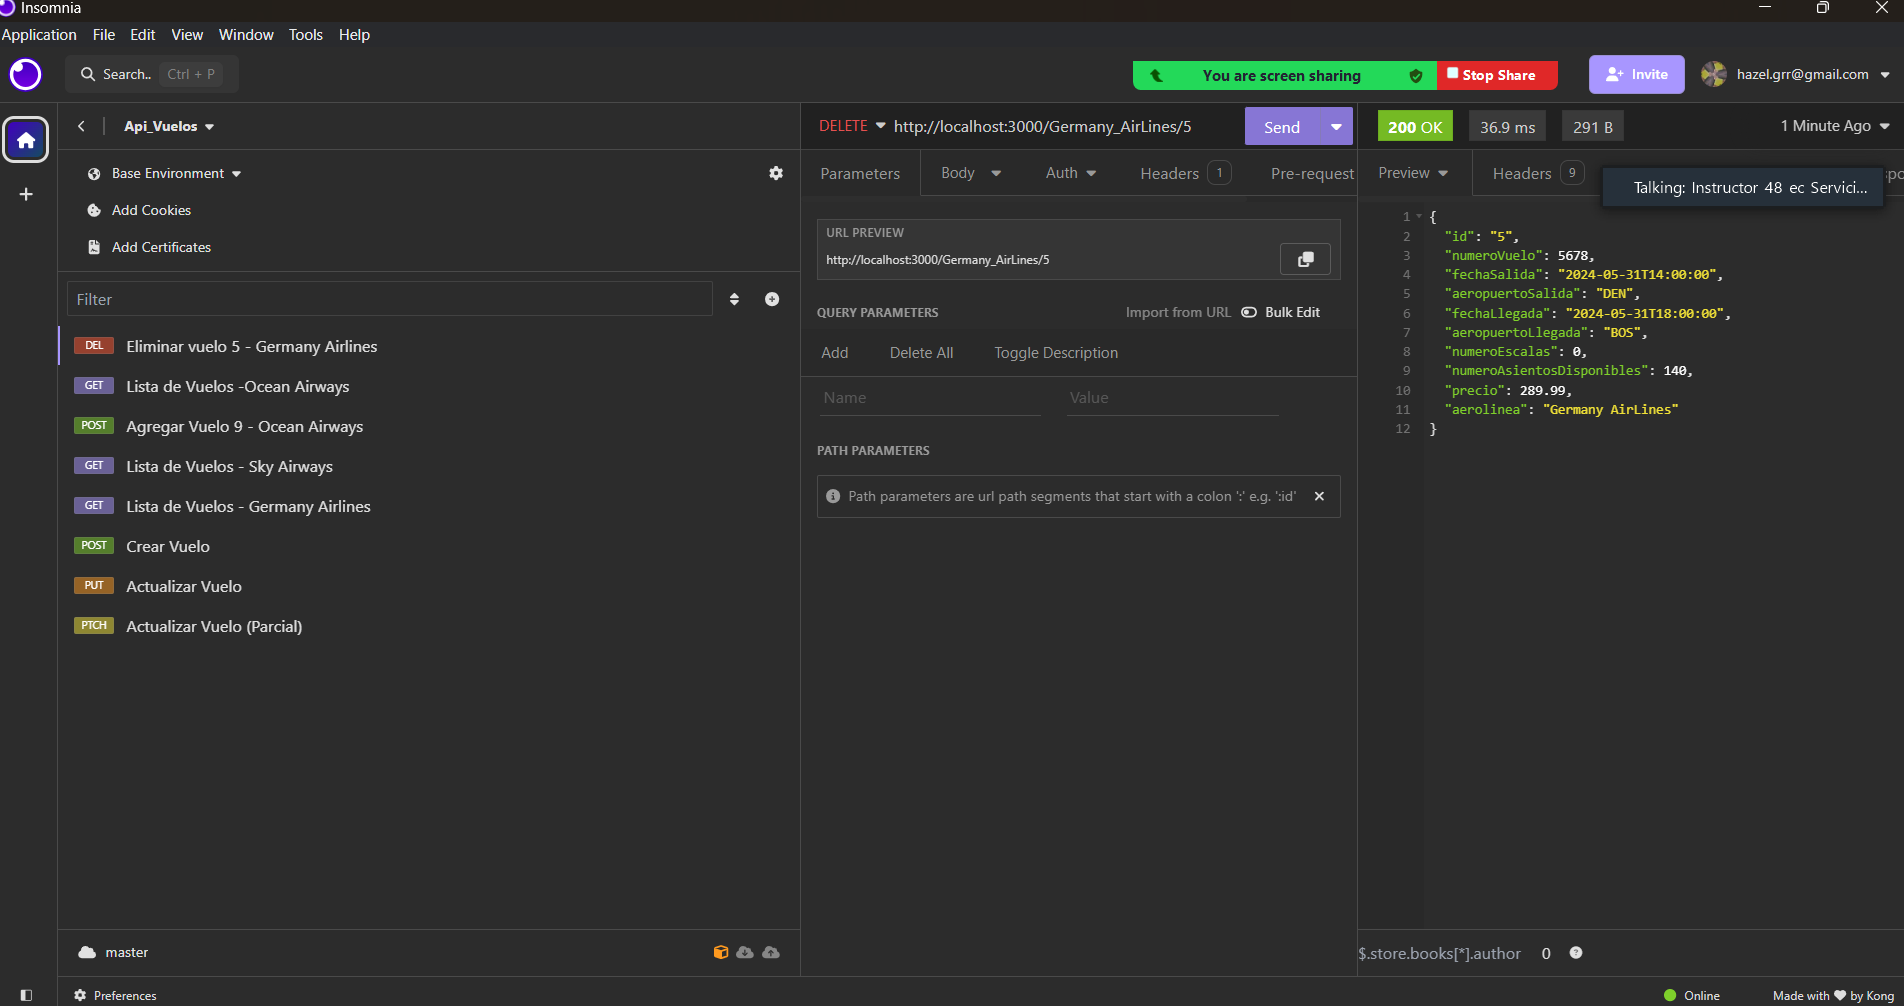 Insomnia
Application File Edit View Window Tools Help
Search.. Ctrl + P
You are screen sharing
Stop Share
Invite
hazel.grr@gmail.com
Api_Vuelos
Base Environment
Add Cookies
Add Certificates
Filter
DEL Eliminar vuelo 5 - Germany Airlines
GET Lista de Vuelos -Ocean Airways
POST Agregar Vuelo 9 - Ocean Airways
GET Lista de Vuelos - Sky Airways
GET Lista de Vuelos - Germany Airlines
POST Crear Vuelo
PUT Actualizar Vuelo
PTCH Actualizar Vuelo (Parcial)
master
Preferences
DELETE http://localhost:3000/Germany_AirLines/5 Send
Parameters Body Auth Headers 1 Pre-request
URL PREVIEW
http://localhost:3000/Germany_AirLines/5
QUERY PARAMETERS Import from URL Bulk Edit
Add Delete All Toggle Description
Name Value
PATH PARAMETERS
Path parameters are url path segments that start with a colon ':' e.g. ':id'
200 OK 36.9 ms 291 B 1 Minute Ago
Preview Headers 9
Talking: Instructor 48 ec Servici...
1 {
2 "id": "5",
3 "numeroVuelo": 5678,
4 "fechaSalida": "2024-05-31T14:00:00",
5 "aeropuertoSalida": "DEN",
6 "fechaLlegada": "2024-05-31T18:00:00",
7 "aeropuertoLlegada": "BOS",
8 "numeroEscalas": 0,
9 "numeroAsientosDisponibles": 140,
10 "precio": 289.99,
11 "aerolinea": "Germany AirLines"
12 }
$.store.books[*].author 0
Online
Made with ♥ by Kong